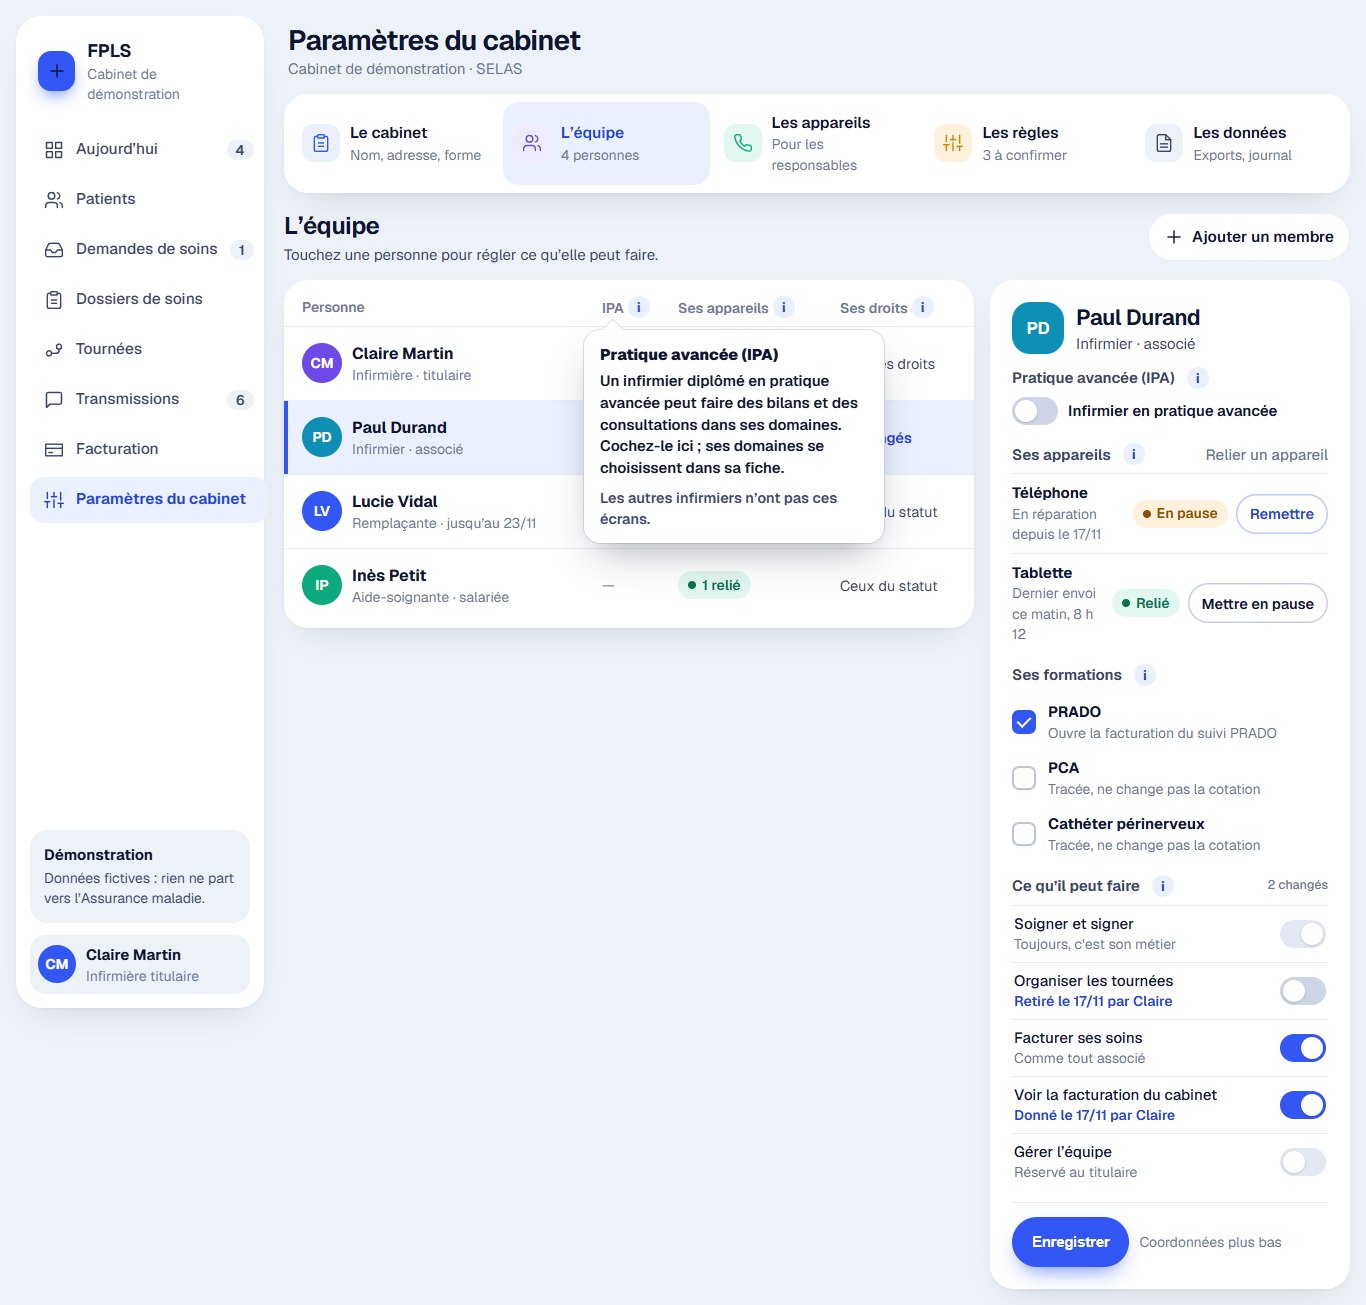 FPLS
Cabinet de
démonstration
Aujourd’hui
4
Patients
Demandes de soins
1
Dossiers de soins
Tournées
Transmissions
6
Facturation
Paramètres du cabinet
Démonstration
Données fictives : rien ne part
vers l’Assurance maladie.
CM
Claire Martin
Infirmière titulaire
Paramètres du cabinet
Cabinet de démonstration · SELAS
Le cabinet
Nom, adresse, forme
L’équipe
4 personnes
Les appareils
Pour les
responsables
Les règles
3 à confirmer
Les données
Exports, journal
L’équipe
Touchez une personne pour régler ce qu’elle peut faire.
Ajouter un membre
Personne
IPA i
Ses appareils i
Ses droits i
CM
Claire Martin
Infirmière · titulaire
droits
PD
Paul Durand
Infirmier · associé
LV
Lucie Vidal
Remplaçante · jusqu’au 23/11
statut
IP
Inès Petit
Aide-soignante · salariée
—
1 relié
Ceux du statut
Pratique avancée (IPA)
Un infirmier diplômé en pratique
avancée peut faire des bilans et des
consultations dans ses domaines.
Cochez-le ici ; ses domaines se
choisissent dans sa fiche.
Les autres infirmiers n’ont pas ces
écrans.
PD
Paul Durand
Infirmier · associé
Pratique avancée (IPA) i
Infirmier en pratique avancée
Ses appareils i
Relier un appareil
Téléphone
En réparation
depuis le 17/11
En pause
Remettre
Tablette
Dernier envoi
ce matin, 8 h
12
Relié
Mettre en pause
Ses formations i
PRADO
Ouvre la facturation du suivi PRADO
PCA
Tracée, ne change pas la cotation
Cathéter périnerveux
Tracée, ne change pas la cotation
Ce qu’il peut faire i
2 changés
Soigner et signer
Toujours, c’est son métier
Organiser les tournées
Retiré le 17/11 par Claire
Facturer ses soins
Comme tout associé
Voir la facturation du cabinet
Donné le 17/11 par Claire
Gérer l’équipe
Réservé au titulaire
Enregistrer
Coordonnées plus bas